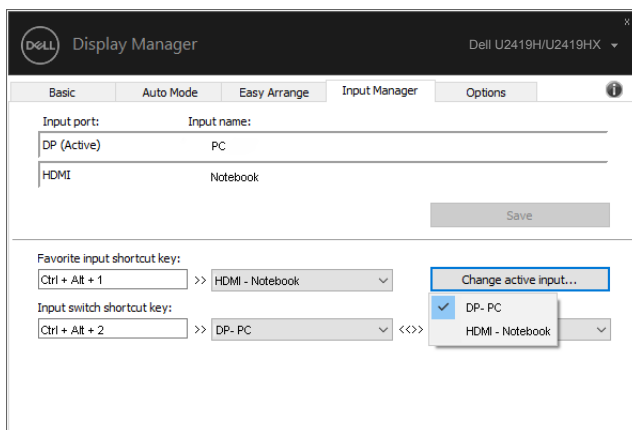 x
DELL Display Manager Dell U2419H/U2419HX
Basic Auto Mode Easy Arrange Input Manager Options
Input port: Input name:
DP (Active) PC
HDMI Notebook
Save
Favorite input shortcut key:
Ctrl + Alt + 1 >> HDMI - Notebook Change active input...
Input switch shortcut key:
DP- PC
Ctrl + Alt + 2 >> DP- PC <<>> HDMI - Notebook